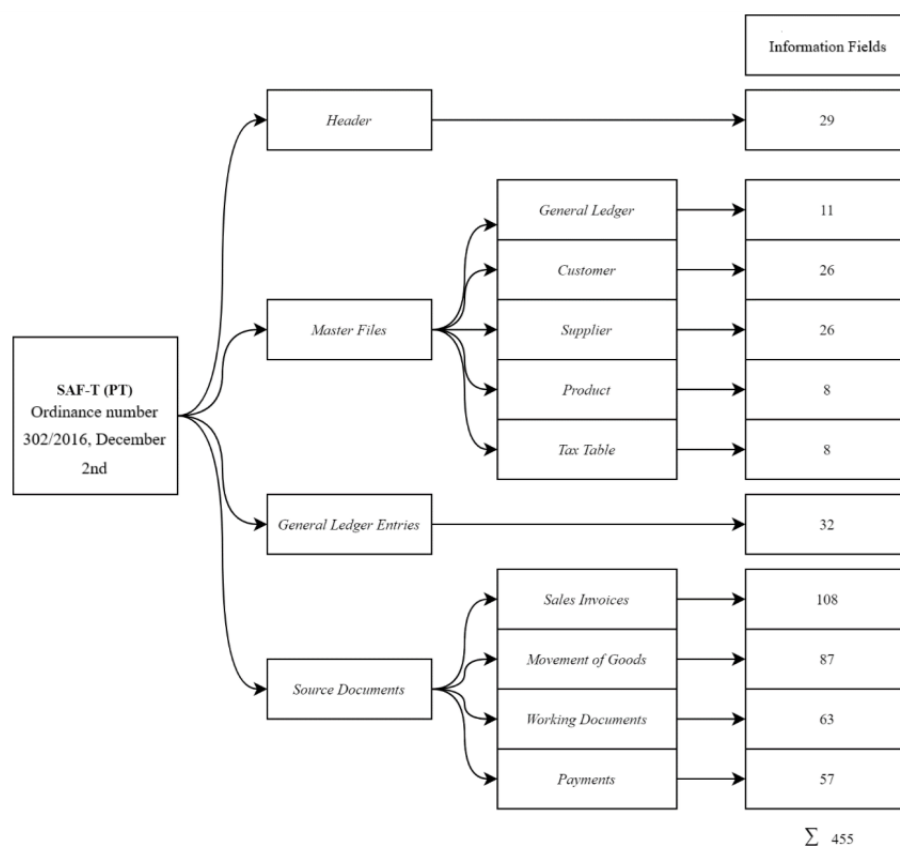 Information Fields
Header
29
General Ledger
11
Customer
26
Master Files
Supplier
26
Product
8
Tax Table
8
SAF-T (PT)
Ordinance number
302/2016, December
2nd
General Ledger Entries
32
Sales Invoices
108
Movement of Goods
87
Source Documents
Working Documents
63
Payments
57
∑ 455